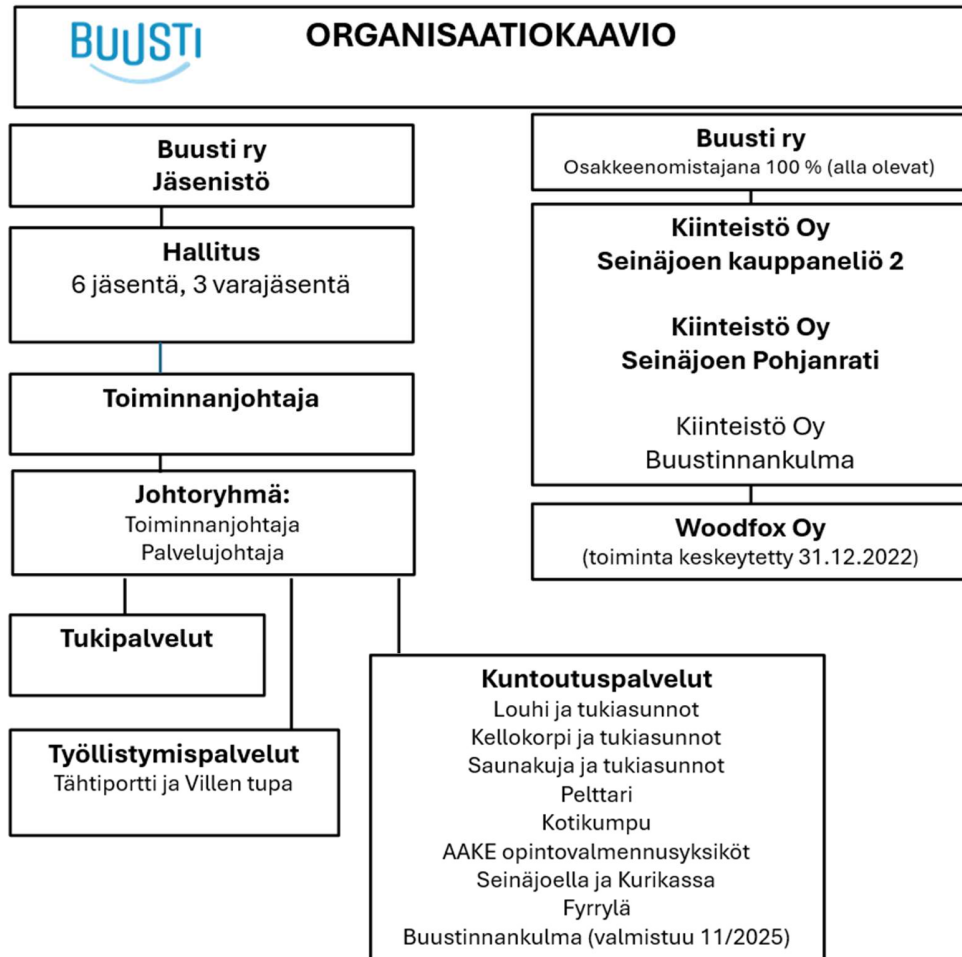 BUUSTI
ORGANISAATIOKAAVIO
Buusti ry
Jäsenistö
Hallitus
6 jäsentä, 3 varajäsentä
Toiminnanjohtaja
Johtoryhmä:
Toiminnanjohtaja
Palvelujohtaja
Tukipalvelut
Työllistymispalvelut
Tähtiportti ja Villen tupa
Kuntoutuspalvelut
Louhi ja tukiasunnot
Kellokorpi ja tukiasunnot
Saunakuja ja tukiasunnot
Pelttari
Kotikumpu
AAKE opintovalmennusyksiköt
Seinäjoella ja Kurikassa
Fyrrylä
Buustinnankulma (valmistuu 11/2025)
Buusti ry
Osakkeenomistajana 100 % (alla olevat)
Kiinteistö Oy
Seinäjoen kauppaneliö 2
Kiinteistö Oy
Seinäjoen Pohjanrati
Kiinteistö Oy
Buustinnankulma
Woodfox Oy
(toiminta keskeytetty 31.12.2022)